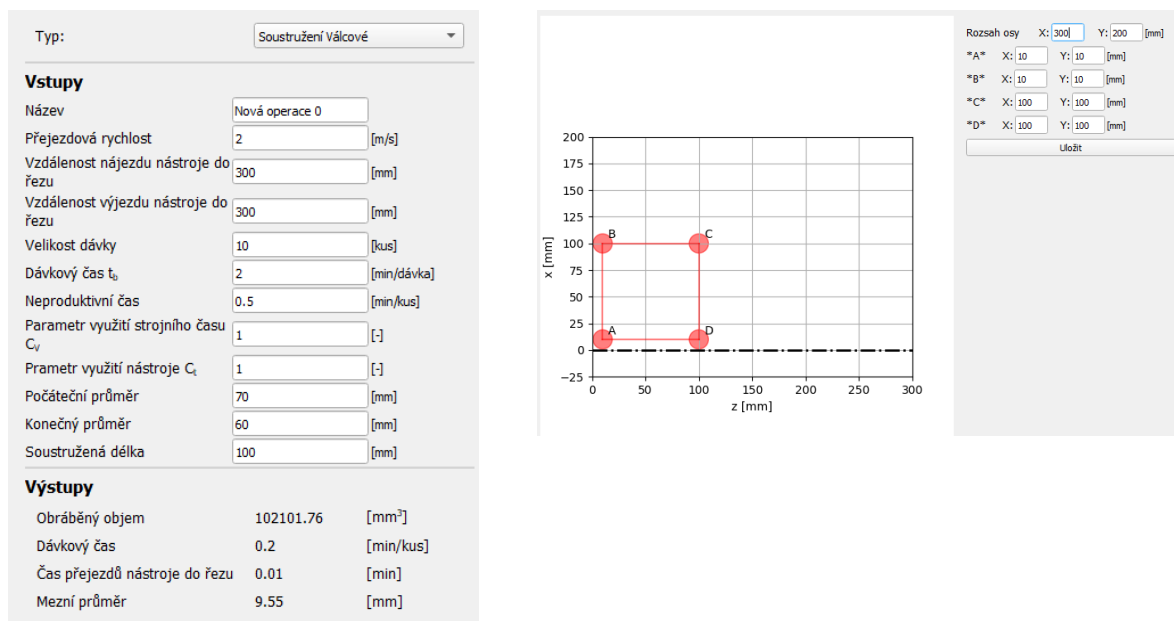 Typ: Soustružení Válcové
Vstupy
Název Nová operace 0
Přejezdová rychlost 2 [m/s]
Vzdálenost nájezdu nástroje do
řezu 300 [mm]
Vzdálenost výjezdu nástroje do
řezu 300 [mm]
Velikost dávky 10 [kus]
Dávkový čas tb 2 [min/dávka]
Neproduktivní čas 0.5 [min/kus]
Parametr využití strojního času
CV 1 [-]
Prametr využití nástroje Ct 1 [-]
Počáteční průměr 70 [mm]
Konečný průměr 60 [mm]
Soustružená délka 100 [mm]
Výstupy
Obráběný objem 102101.76 [mm³]
Dávkový čas 0.2 [min/kus]
Čas přejezdů nástroje do řezu 0.01 [min]
Mezní průměr 9.55 [mm]
200
175
150
125
100
75
50
25
0
−25
x [mm]
B C
A D
0 50 100 150 200 250 300
z [mm]
Rozsah osy X: 300 Y: 200 [mm]
*A* X: 10 Y: 10 [mm]
*B* X: 10 Y: 10 [mm]
*C* X: 100 Y: 100 [mm]
*D* X: 100 Y: 100 [mm]
Uložit